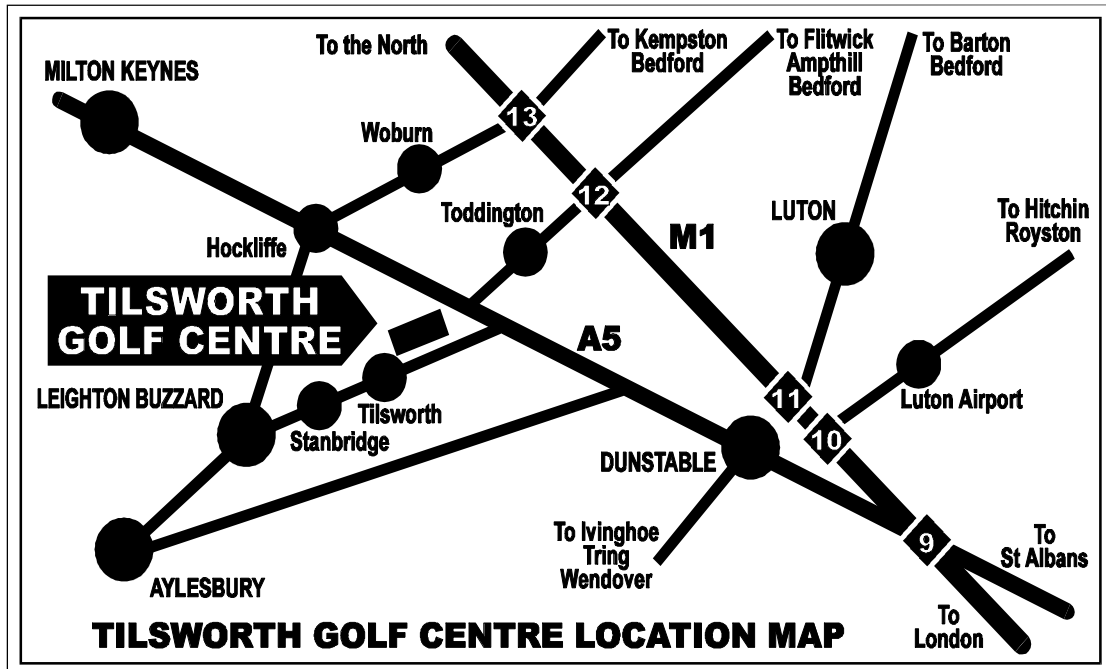 To the North
To Kempston
Bedford
To Flitwick
Ampthill
Bedford
To Barton
Bedford
MILTON KEYNES
13
Woburn
12
Toddington
LUTON
To Hitchin
Royston
Hockliffe
M1
TILSWORTH
GOLF CENTRE
A5
LEIGHTON BUZZARD
Tilsworth
Stanbridge
11
Luton Airport
10
DUNSTABLE
To Ivinghoe
Tring
Wendover
9
To
St Albans
AYLESBURY
To
London
TILSWORTH GOLF CENTRE LOCATION MAP